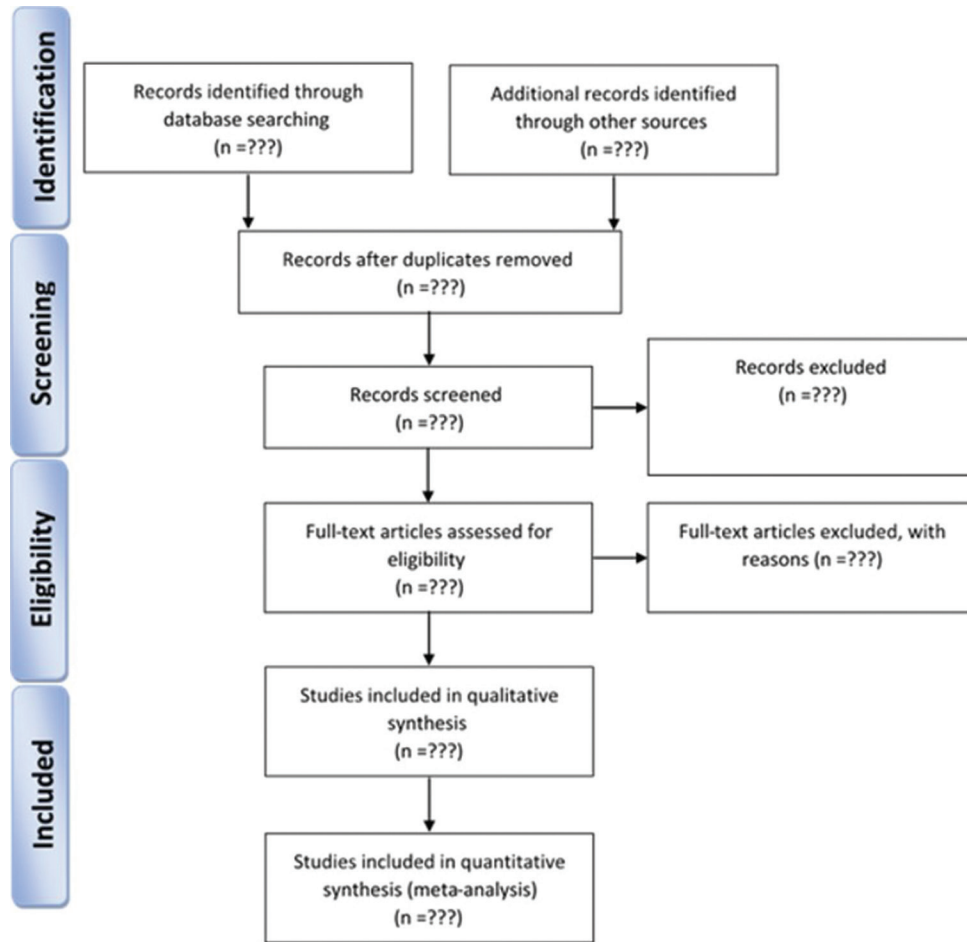 Identification
Records identified through
database searching
(n =???)
Additional records identified
through other sources
(n =???)
Records after duplicates removed
(n =???)
Screening
Records screened
(n =???)
Records excluded
(n =???)
Eligibility
Full-text articles assessed for
eligibility
(n =???)
Full-text articles excluded, with
reasons (n =???)
Included
Studies included in qualitative
synthesis
(n =???)
Studies included in quantitative
synthesis (meta-analysis)
(n =???)